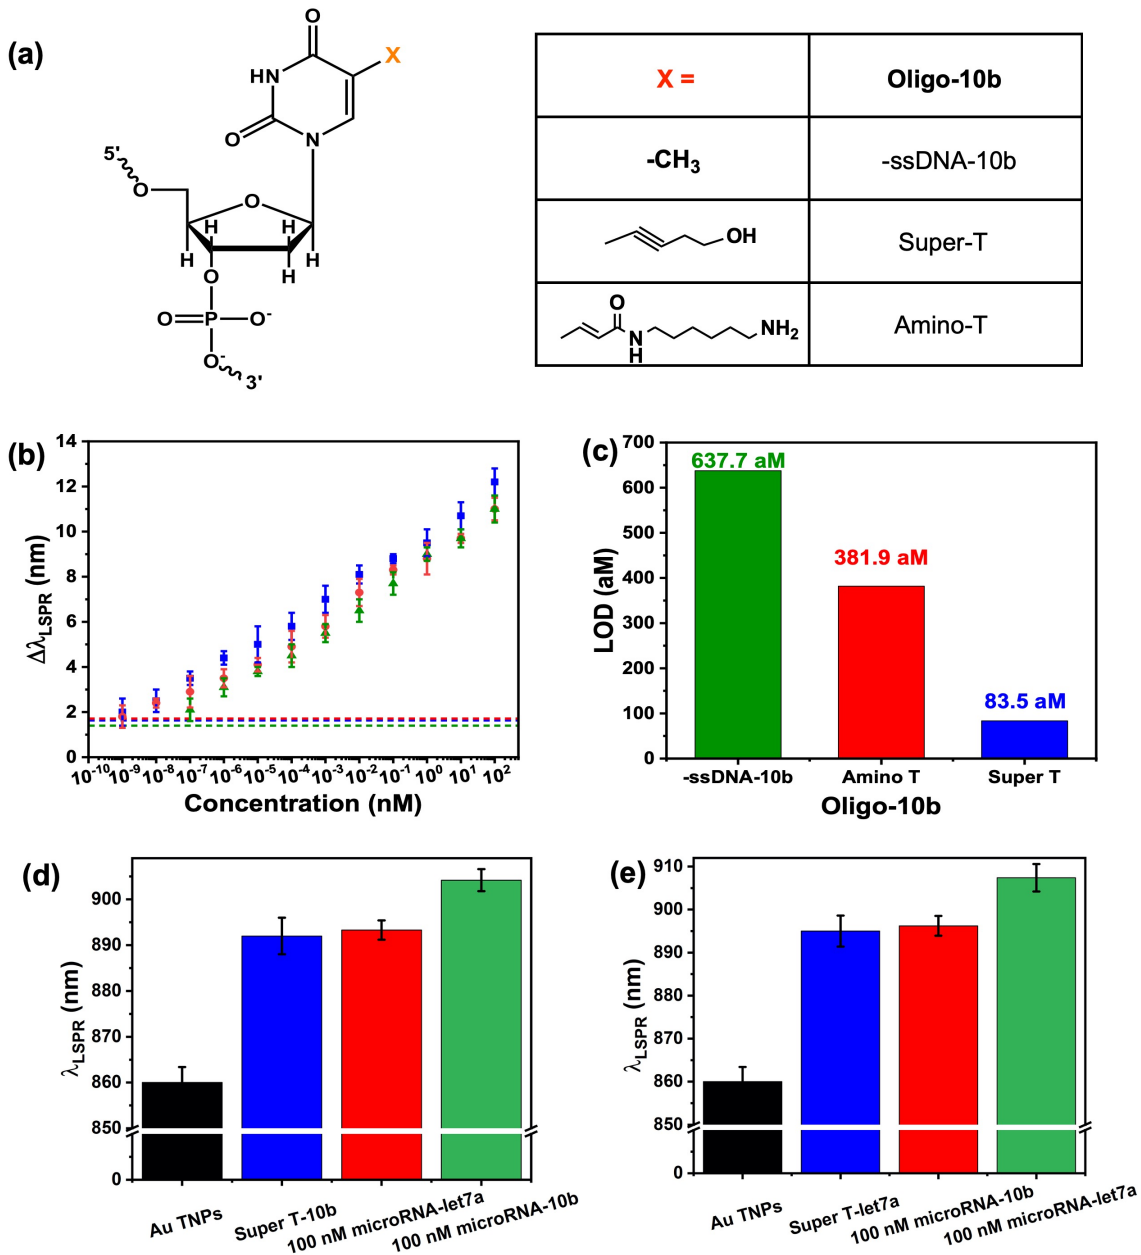 (a)
O
X
HN
O
N
5'
O
O
H
H
H
H
H
O
O
P
O-
O-
3'
X =
Oligo-10b
-CH3
-ssDNA-10b
OH
Super-T
O
N
H
NH2
Amino-T
(b)
14
12
10
8
6
4
2
0
ΔλLSPR (nm)
10-10
10-9
10-8
10-7
10-6
10-5
10-4
10-3
10-2
10-1
100
101
102
Concentration (nM)
(c)
700
600
500
400
300
200
100
0
LOD (aM)
637.7 aM
381.9 aM
83.5 aM
-ssDNA-10b
Amino T
Super T
Oligo-10b
(d)
900
890
880
870
860
850
0
λLSPR (nm)
Au TNPs
Super T-10b
100 nM microRNA-let7a
100 nM microRNA-10b
(e)
910
900
890
880
870
860
850
0
λLSPR (nm)
Au TNPs
Super T-let7a
100 nM microRNA-10b
100 nM microRNA-let7a